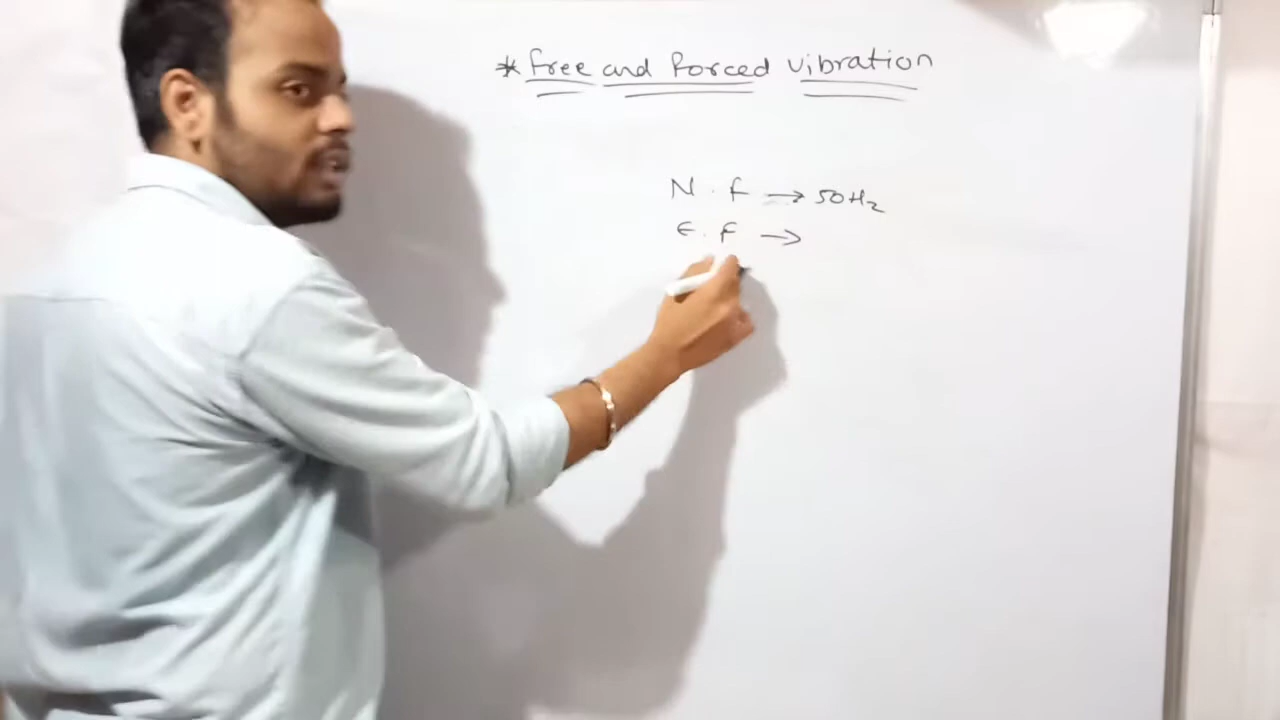 * Free and Forced vibration
N.f → 50Hz
E.F →